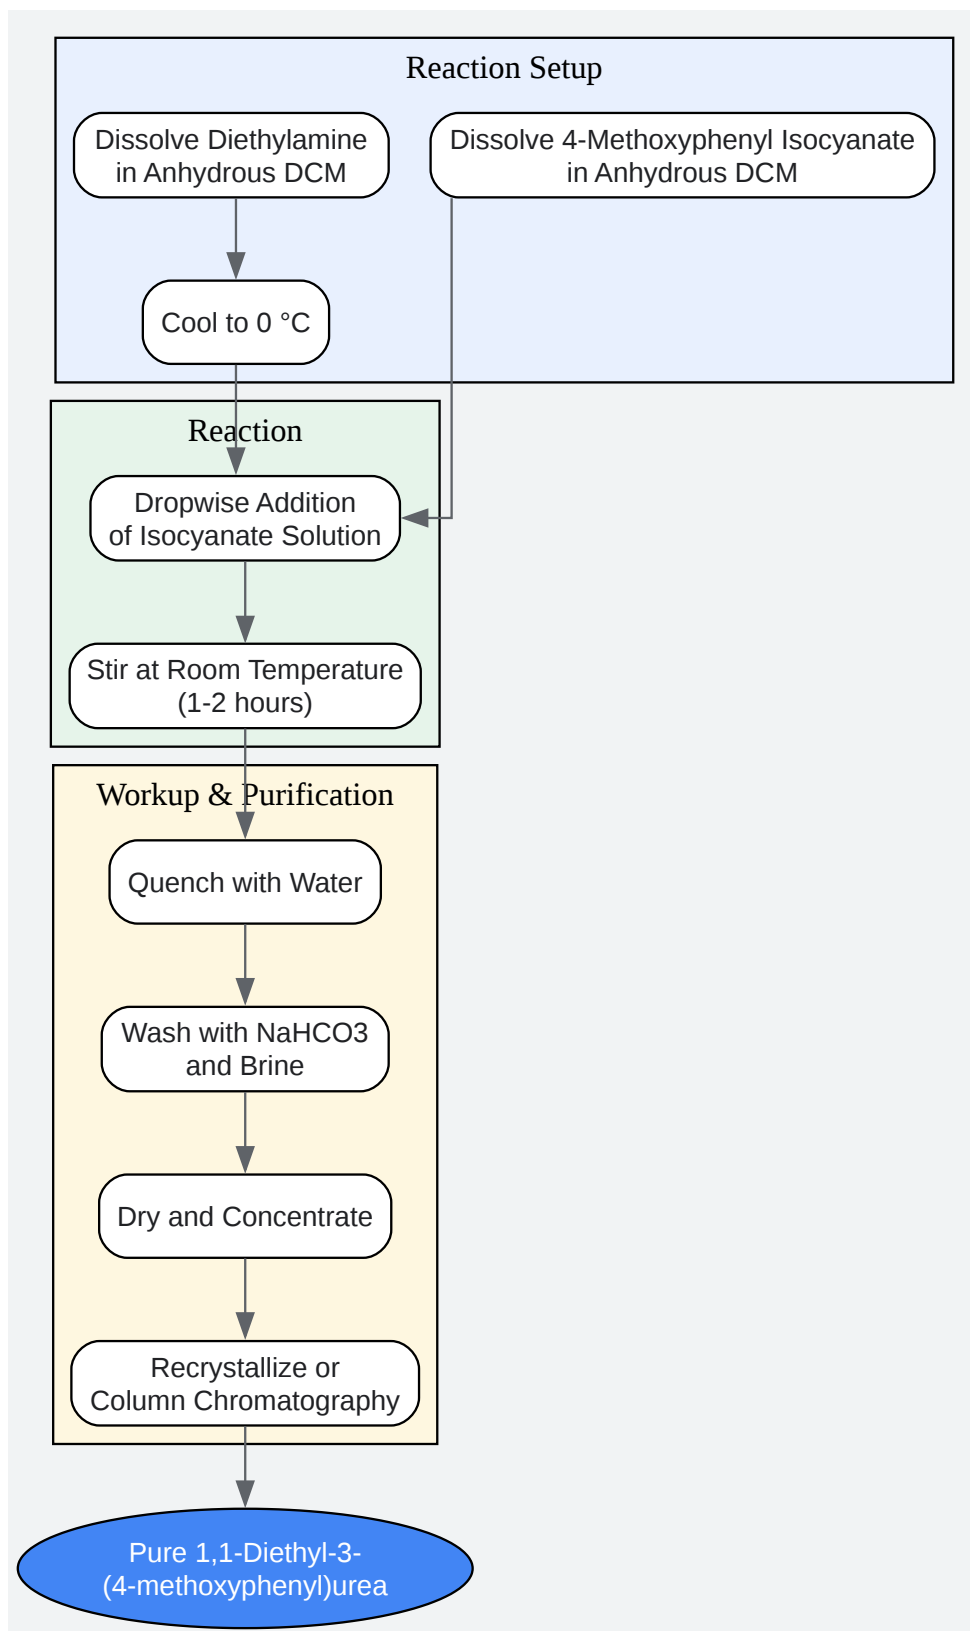 Reaction Setup
Dissolve Diethylamine
in Anhydrous DCM
Dissolve 4-Methoxyphenyl Isocyanate
in Anhydrous DCM
Cool to 0 °C
Reaction
Dropwise Addition
of Isocyanate Solution
Stir at Room Temperature
(1-2 hours)
Workup & Purification
Quench with Water
Wash with NaHCO3
and Brine
Dry and Concentrate
Recrystallize or
Column Chromatography
Pure 1,1-Diethyl-3-
(4-methoxyphenyl)urea